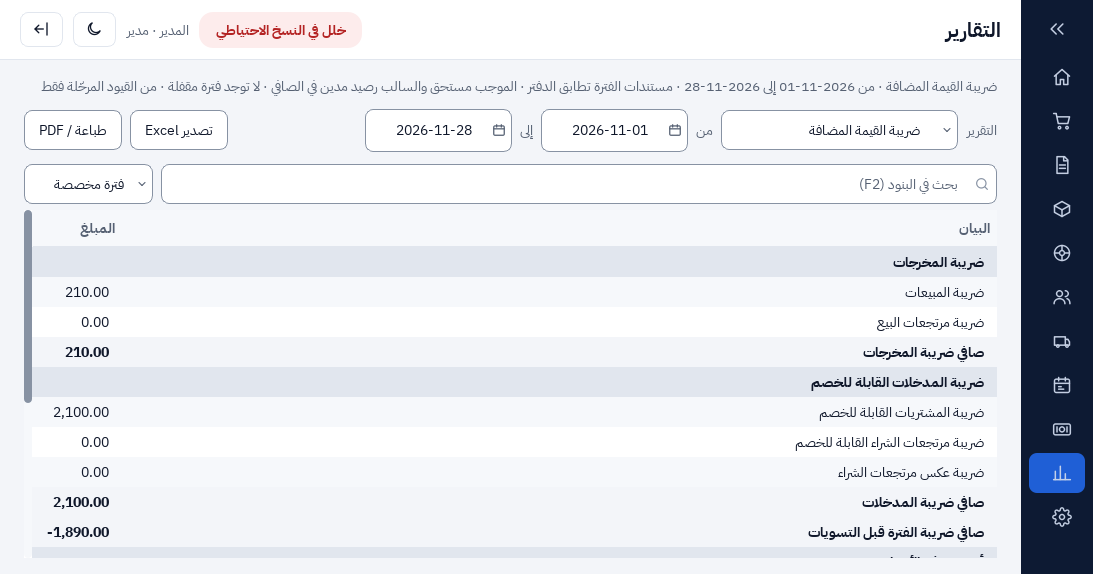 التقارير
خلل في النسخ الاحتياطي
المدير · مدير
ضريبة القيمة المضافة · من 2026-11-01 إلى 2026-11-28 · مستندات الفترة تطابق الدفتر · الموجب مستحق والسالب رصيد مدين في الصافي · لا توجد فترة مقفلة · من القيود المرحّلة فقط
التقرير
ضريبة القيمة المضافة
من
2026-11-01
إلى
2026-11-28
تصدير Excel
طباعة / PDF
بحث في البنود (F2)
فترة مخصصة
البيان المبلغ
ضريبة المخرجات
ضريبة المبيعات 210.00
ضريبة مرتجعات البيع 0.00
صافي ضريبة المخرجات 210.00
ضريبة المدخلات القابلة للخصم
ضريبة المشتريات القابلة للخصم 2,100.00
ضريبة مرتجعات الشراء القابلة للخصم 0.00
ضريبة عكس مرتجعات الشراء 0.00
صافي ضريبة المدخلات 2,100.00
صافي ضريبة الفترة قبل التسويات -1,890.00